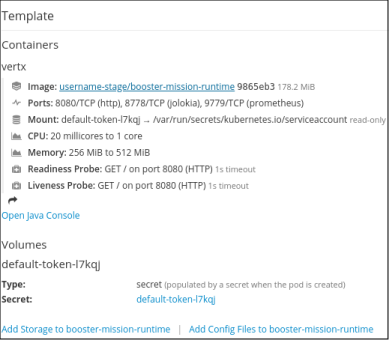 Template
Containers
vertx
Image: username-stage/booster-mission-runtime 9865eb3 178.2 MiB
Ports: 8080/TCP (http), 8778/TCP (jolokia), 9779/TCP (prometheus)
Mount: default-token-l7kqj → /var/run/secrets/kubernetes.io/serviceaccount read-only
CPU: 20 millicores to 1 core
Memory: 256 MiB to 512 MiB
Readiness Probe: GET / on port 8080 (HTTP) 1s timeout
Liveness Probe: GET / on port 8080 (HTTP) 1s timeout
Open Java Console
Volumes
default-token-l7kqj
Type: secret (populated by a secret when the pod is created)
Secret: default-token-l7kqj
Add Storage to booster-mission-runtime | Add Config Files to booster-mission-runtime